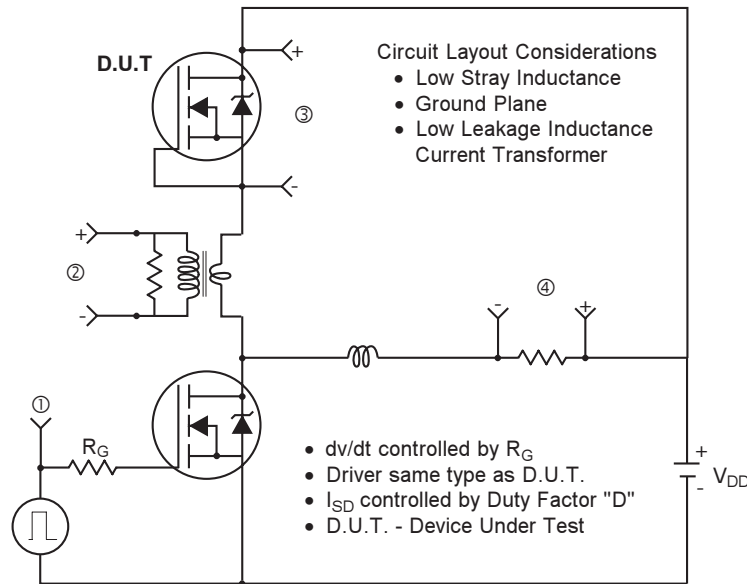 D.U.T
+
③
-
Circuit Layout Considerations
• Low Stray Inductance
• Ground Plane
• Low Leakage Inductance
Current Transformer
+
②
-
-
④
+
①
R_G
• dv/dt controlled by R_G
• Driver same type as D.U.T.
• I_SD controlled by Duty Factor "D"
• D.U.T. - Device Under Test
+
V_DD
-